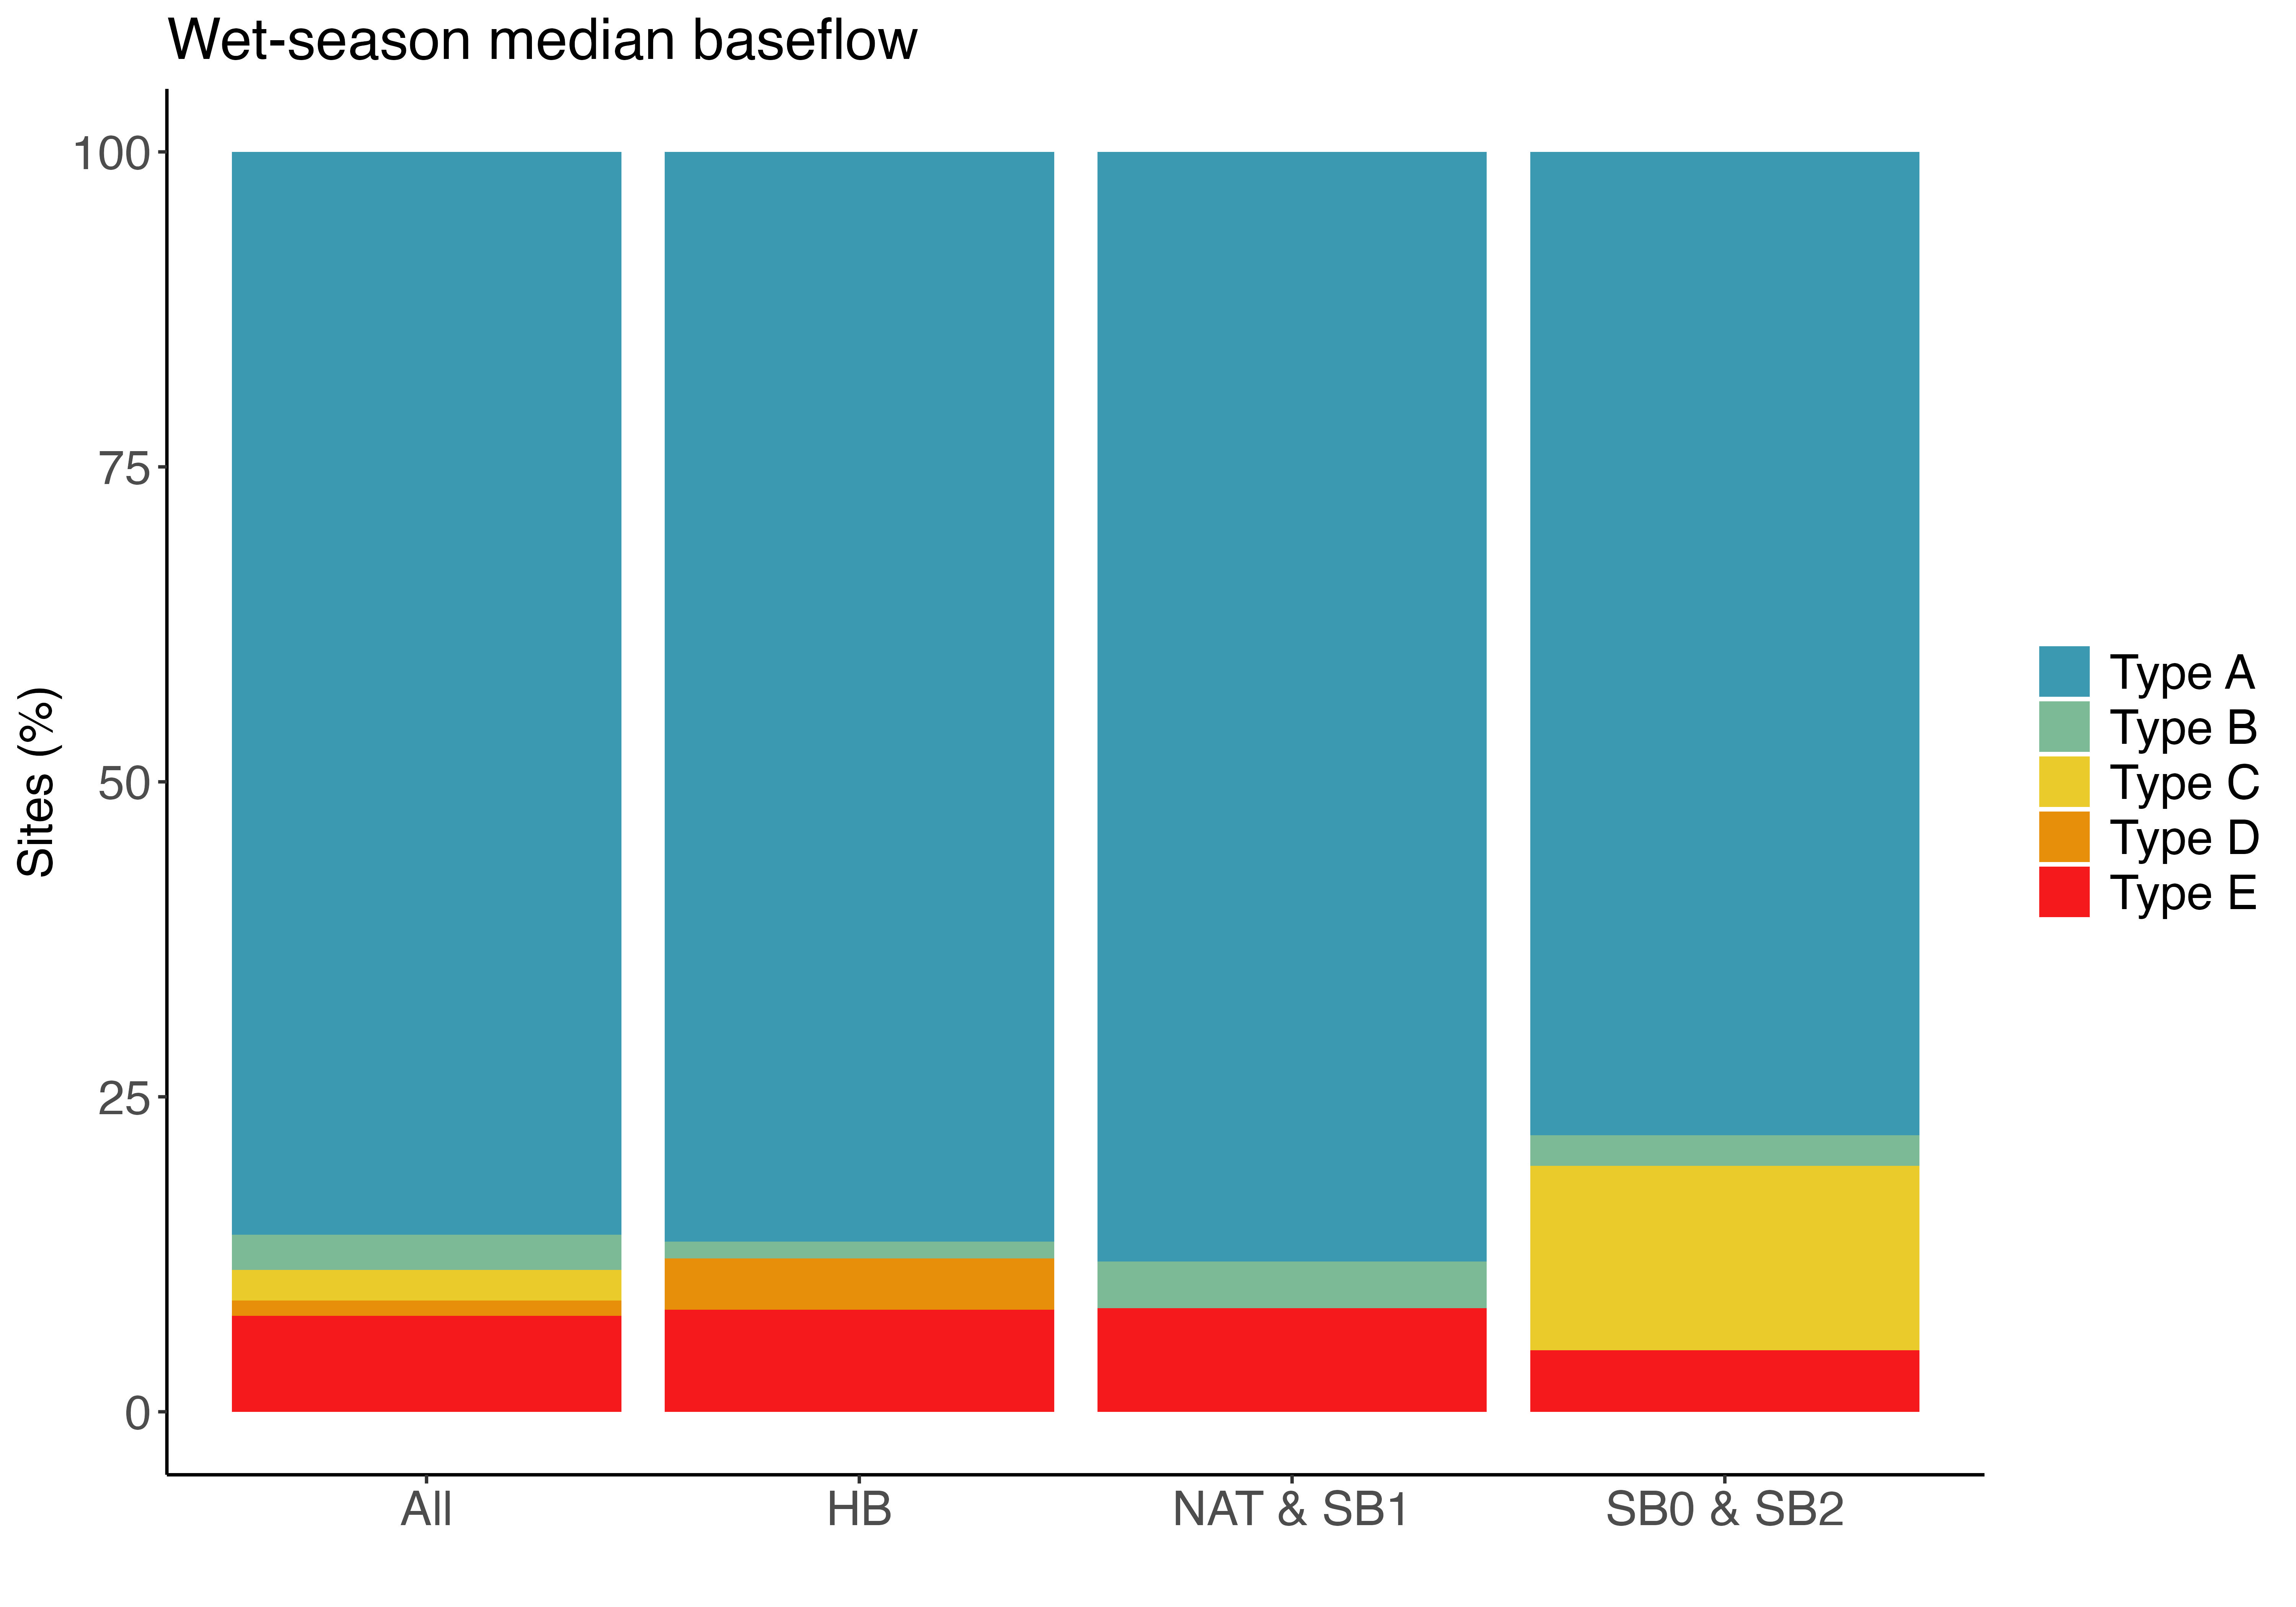 Wet-season median baseflow
Sites (%)
100
75
50
25
0
All
HB
NAT & SB1
SB0 & SB2
Type A
Type B
Type C
Type D
Type E